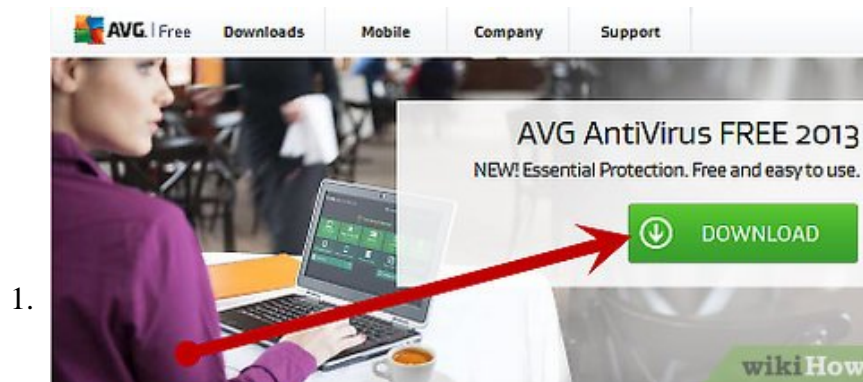 AVG. | Free Downloads Mobile Company Support
AVG AntiVirus FREE 2013
NEW! Essential Protection. Free and easy to use.
DOWNLOAD
1.
wikiHow